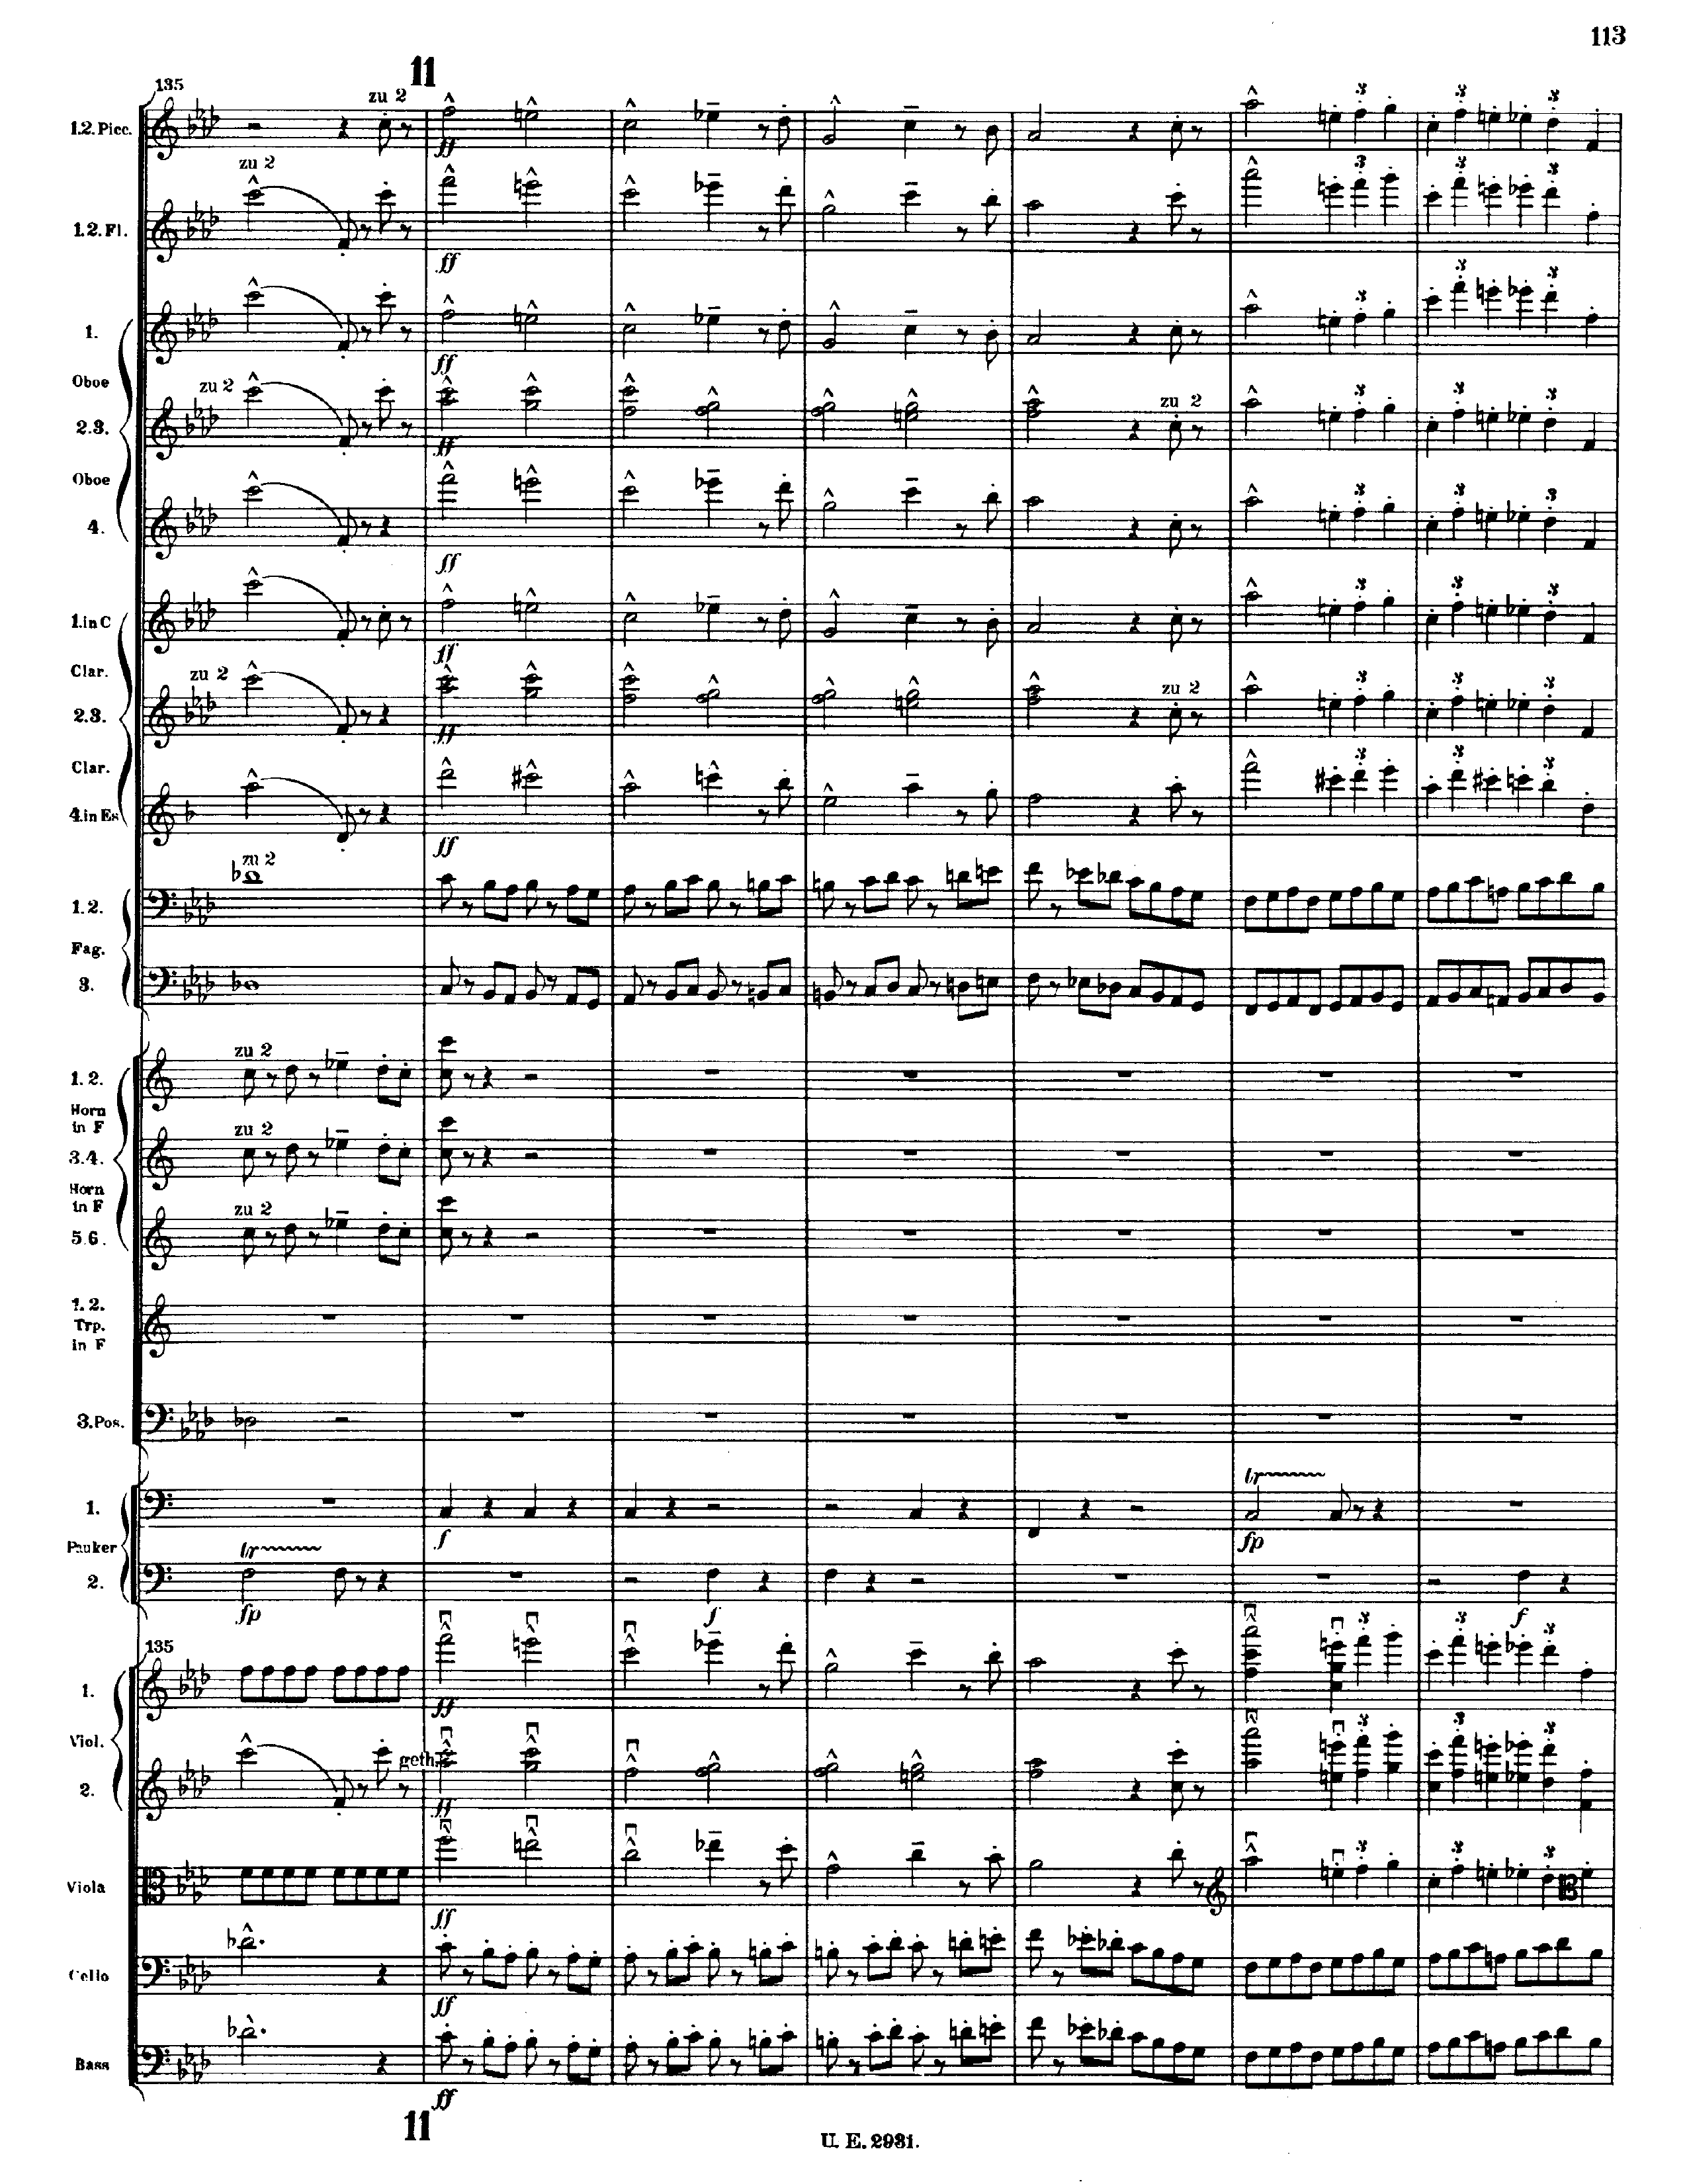 113
11
135
zu 2
1.2. Picc.
ff
zu 2
1.2. Fl.
ff
1.
ff
Oboe
zu 2
zu 2
2.3.
ff
Oboe
4.
ff
1. in C
ff
Clar.
zu 2
zu 2
2.3.
ff
Clar.
4. in Es
ff
zu 2
1. 2.
Fag.
3.
zu 2
1. 2.
Horn
in F
zu 2
3. 4.
Horn
in F
zu 2
5. 6.
1. 2.
Trp.
in F
3. Pos.
tr
1.
f
fp
Pauker
tr
2.
fp
f
f
135
1.
ff
Viol.
geth.
2.
ff
Viola
ff
Cello
ff
Bass
ff
11
U. E. 2931.